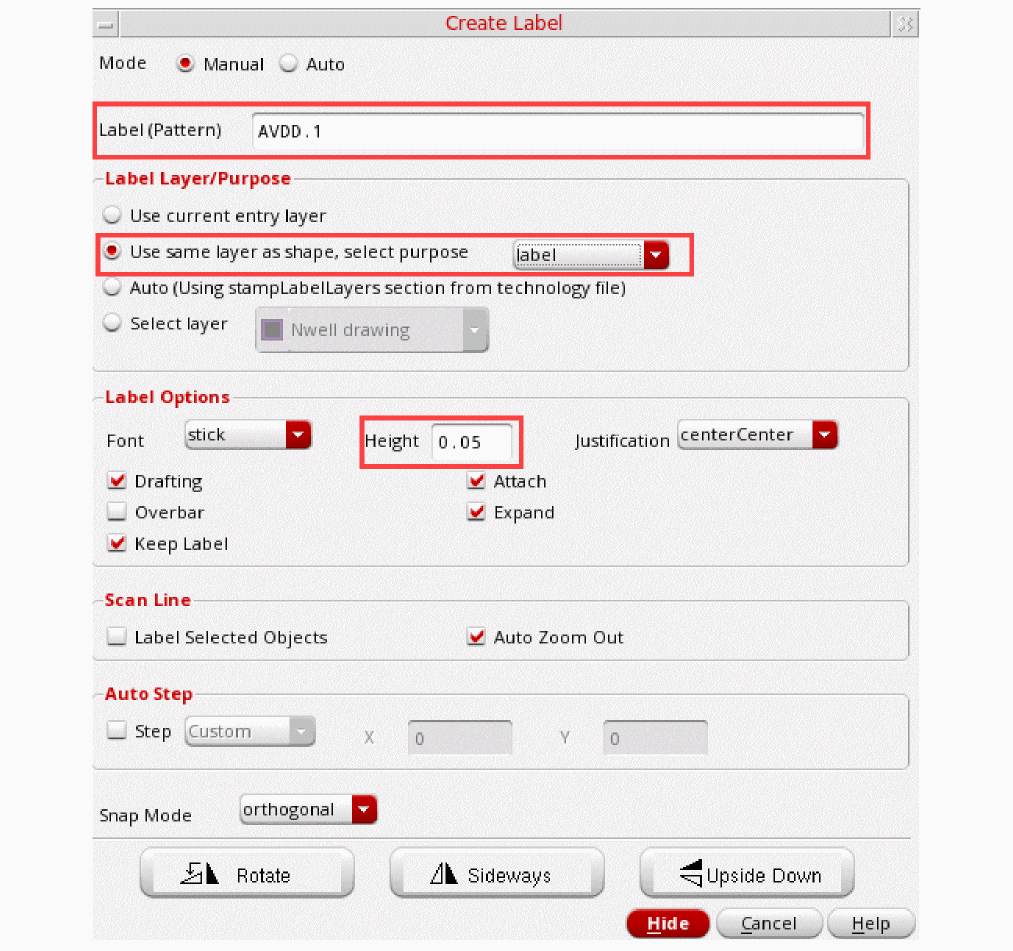 Create Label
Mode Manual Auto
Label (Pattern) AVDD.1
Label Layer/Purpose
Use current entry layer
Use same layer as shape, select purpose label
Auto (Using stampLabelLayers section from technology file)
Select layer Nwell drawing
Label Options
Font stick Height 0.05 Justification centerCenter
Drafting Attach
Overbar Expand
Keep Label
Scan Line
Label Selected Objects Auto Zoom Out
Auto Step
Step Custom X 0 Y 0
Snap Mode orthogonal
Rotate Sideways Upside Down
Hide Cancel Help